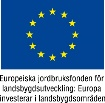 Europeiska jordbruksfonden för
landsbygdsutveckling: Europa
investerar i landsbygdsområden